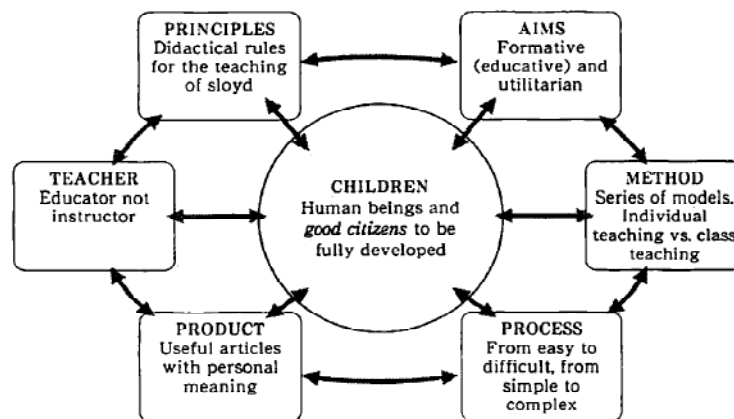 PRINCIPLES
Didactical rules
for the teaching
of sloyd
AIMS
Formative
(educative) and
utilitarian
TEACHER
Educator not
instructor
CHILDREN
Human beings and
good citizens to be
fully developed
METHOD
Series of models.
Individual
teaching vs. class
teaching
PRODUCT
Useful articles
with personal
meaning
PROCESS
From easy to
difficult, from
simple to
complex